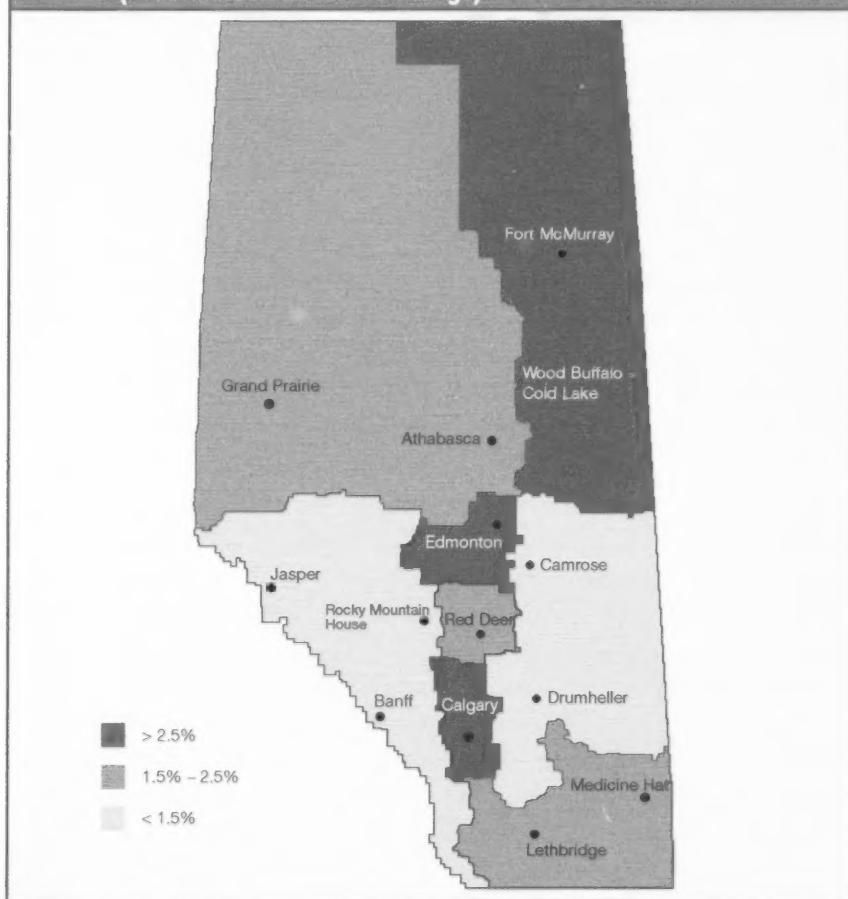 Fort McMurray
Wood Buffalo
Cold Lake
Grand Prairie
Athabasca
Edmonton
Camrose
Jasper
Rocky Mountain
House
Red Deer
Banff
Calgary
Drumheller
> 2.5%
1.5% – 2.5%
< 1.5%
Medicine Hat
Lethbridge